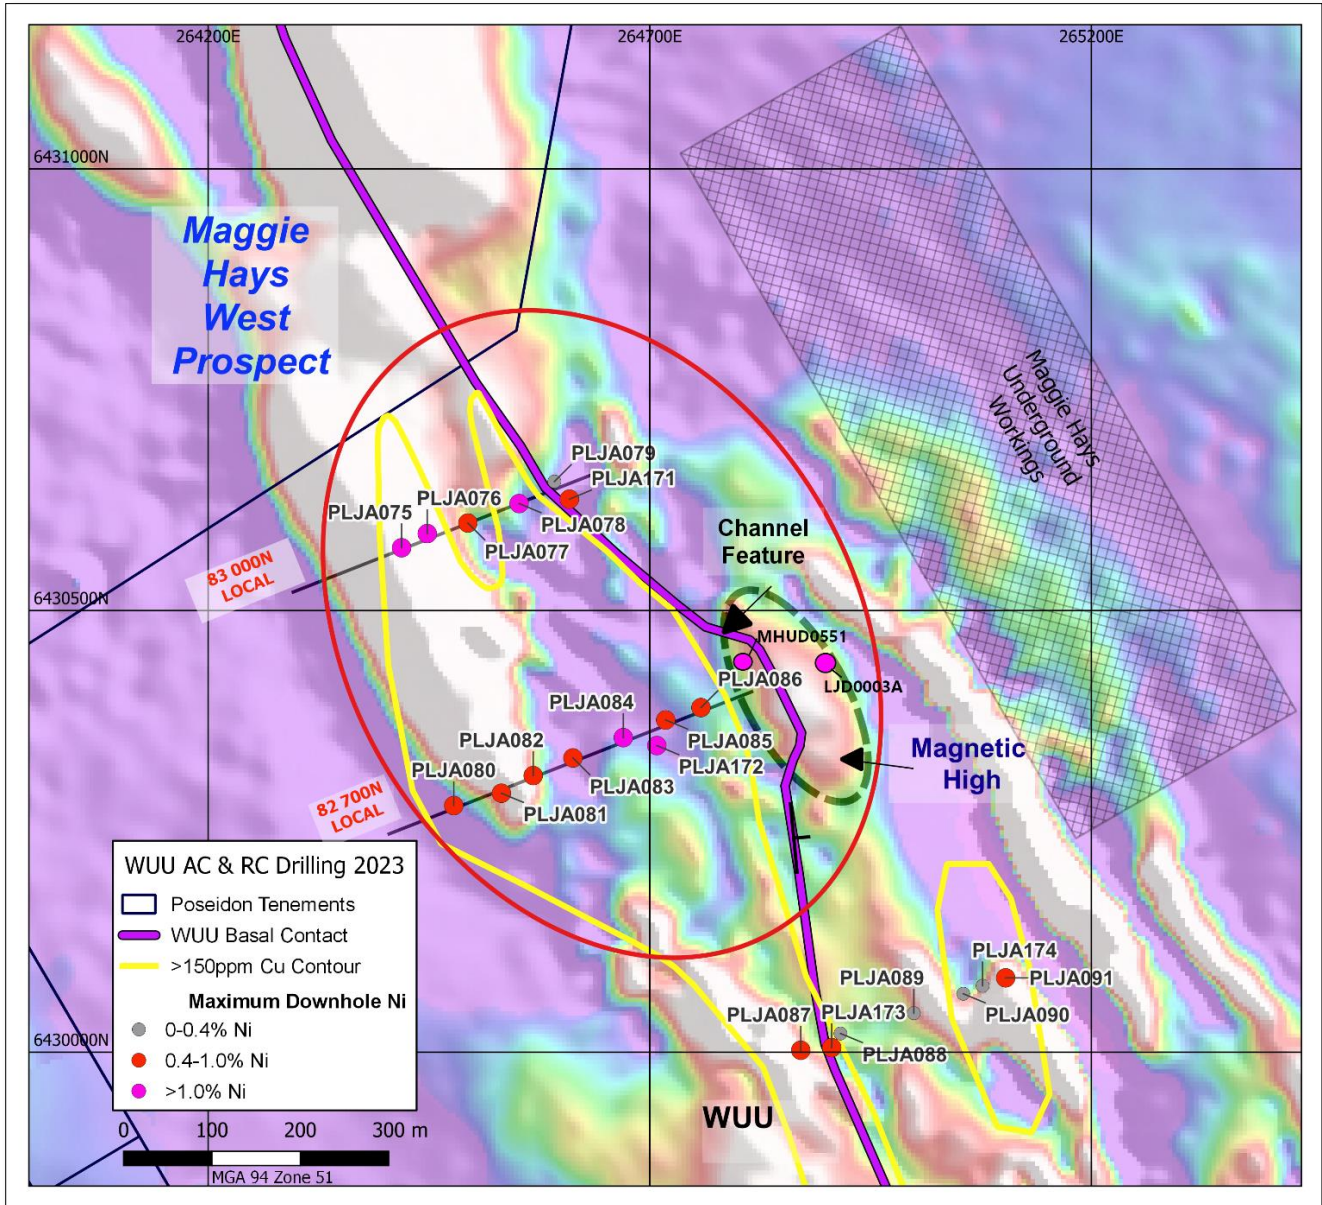 264200E
264700E
265200E
6431000N
Maggie
Hays
West
Prospect
Maggie Hays
Underground
Workings
PLJA079
PLJA171
PLJA076
PLJA075
PLJA078
PLJA077
Channel
Feature
83 000N
LOCAL
6430500N
MHUD0551
PLJA086
LJD0003A
PLJA084
PLJA085
PLJA082
PLJA172
Magnetic
High
PLJA080
PLJA083
PLJA081
82 700N
LOCAL
WUU AC & RC Drilling 2023
Poseidon Tenements
WUU Basal Contact
>150ppm Cu Contour
Maximum Downhole Ni
0-0.4% Ni
0.4-1.0% Ni
>1.0% Ni
PLJA174
PLJA089
PLJA091
PLJA090
PLJA087
PLJA173
PLJA088
6430000N
WUU
0 100 200 300 m
MGA 94 Zone 51